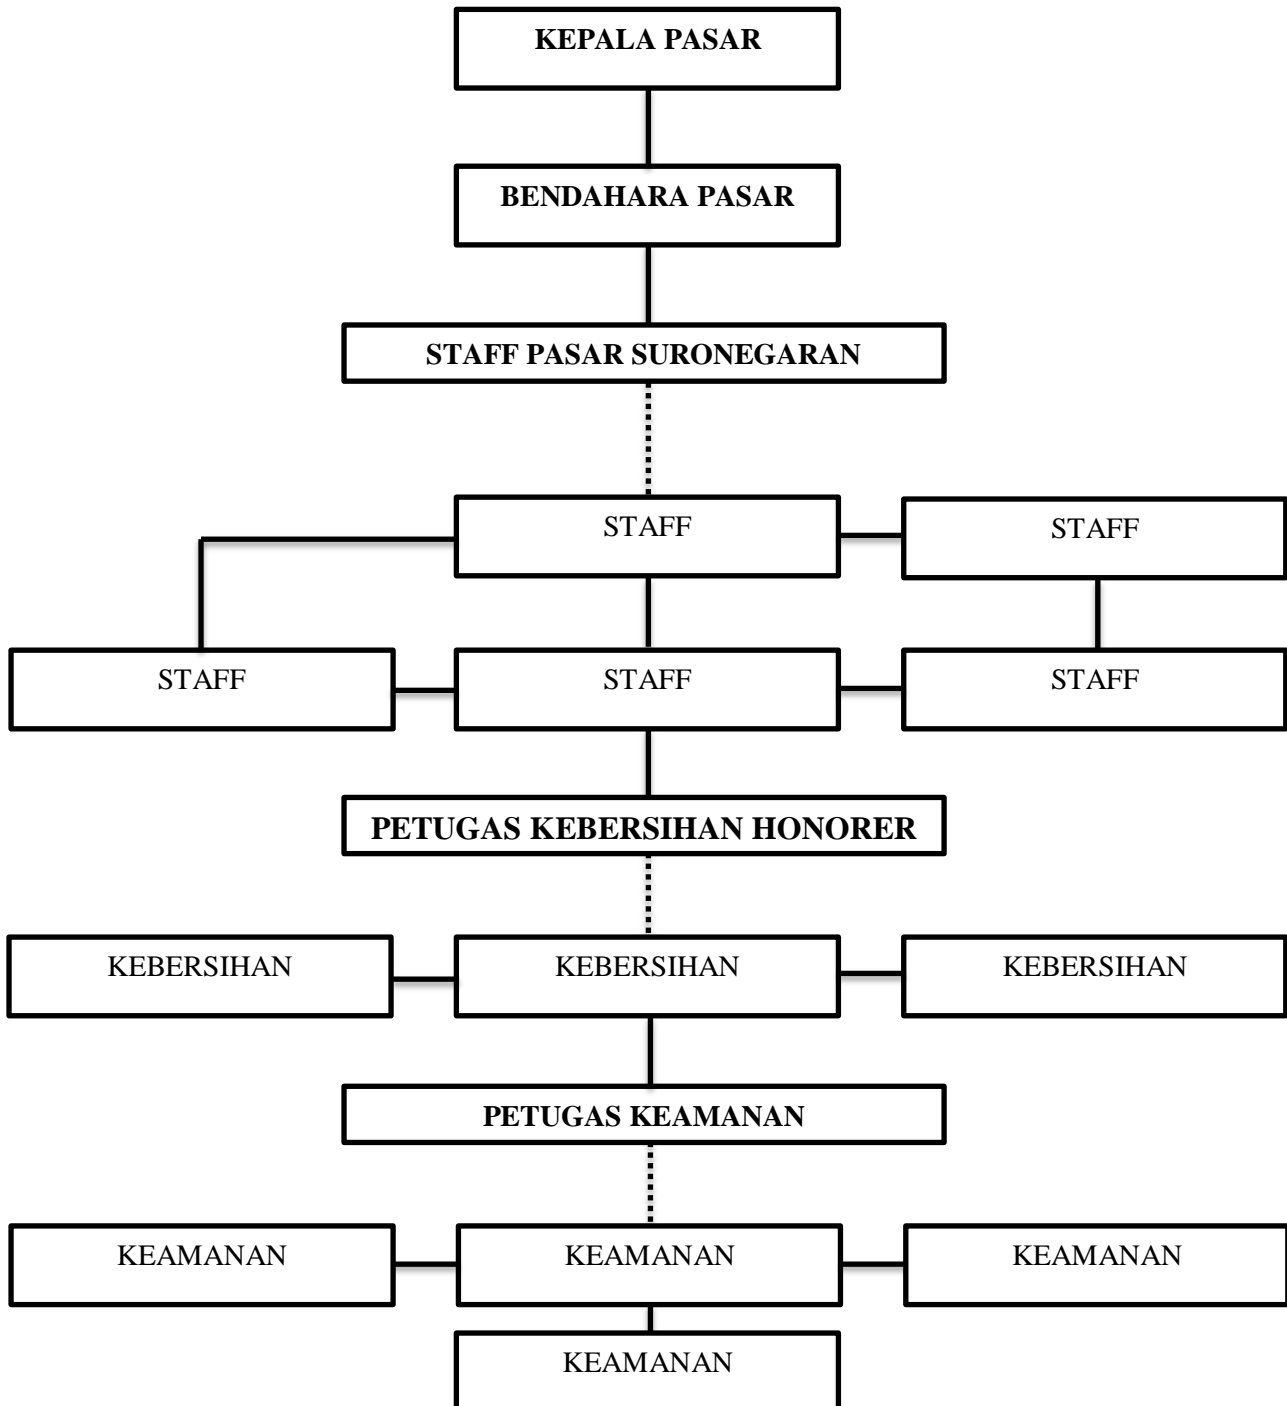 KEPALA PASAR
BENDAHARA PASAR
STAFF PASAR SURONEGARAN
STAFF
STAFF
STAFF
STAFF
STAFF
PETUGAS KEBERSIHAN HONORER
KEBERSIHAN
KEBERSIHAN
KEBERSIHAN
PETUGAS KEAMANAN
KEAMANAN
KEAMANAN
KEAMANAN
KEAMANAN